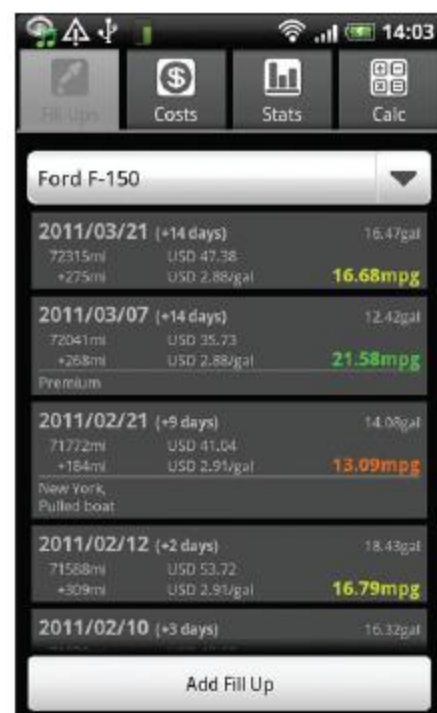 14:03
Fill-Ups Costs Stats Calc
Ford F-150
2011/03/21 (+14 days) 16.47gal
72315mi USD 47.38
+275mi USD 2.88/gal 16.68mpg
2011/03/07 (+14 days) 12.42gal
72041mi USD 35.73
+268mi USD 2.88/gal 21.58mpg
Premium
2011/02/21 (+9 days) 14.08gal
71772mi USD 41.04
+184mi USD 2.91/gal 13.09mpg
New York,
Pulled boat
2011/02/12 (+2 days) 18.43gal
71588mi USD 53.72
+309mi USD 2.91/gal 16.79mpg
2011/02/10 (+3 days) 16.32gal
Add Fill Up